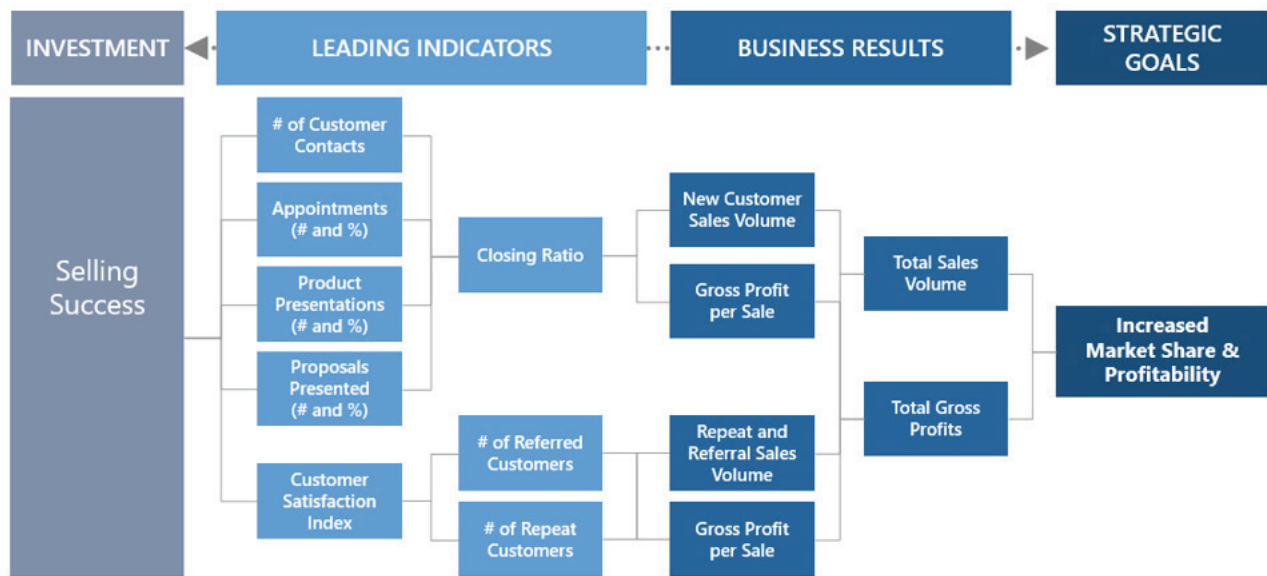 INVESTMENT
LEADING INDICATORS
BUSINESS RESULTS
STRATEGIC
GOALS
Selling
Success
# of Customer
Contacts
Appointments
(# and %)
Product
Presentations
(# and %)
Proposals
Presented
(# and %)
Customer
Satisfaction
Index
Closing Ratio
# of Referred
Customers
# of Repeat
Customers
New Customer
Sales Volume
Gross Profit
per Sale
Repeat and
Referral Sales
Volume
Gross Profit
per Sale
Total Sales
Volume
Total Gross
Profits
Increased
Market Share &
Profitability